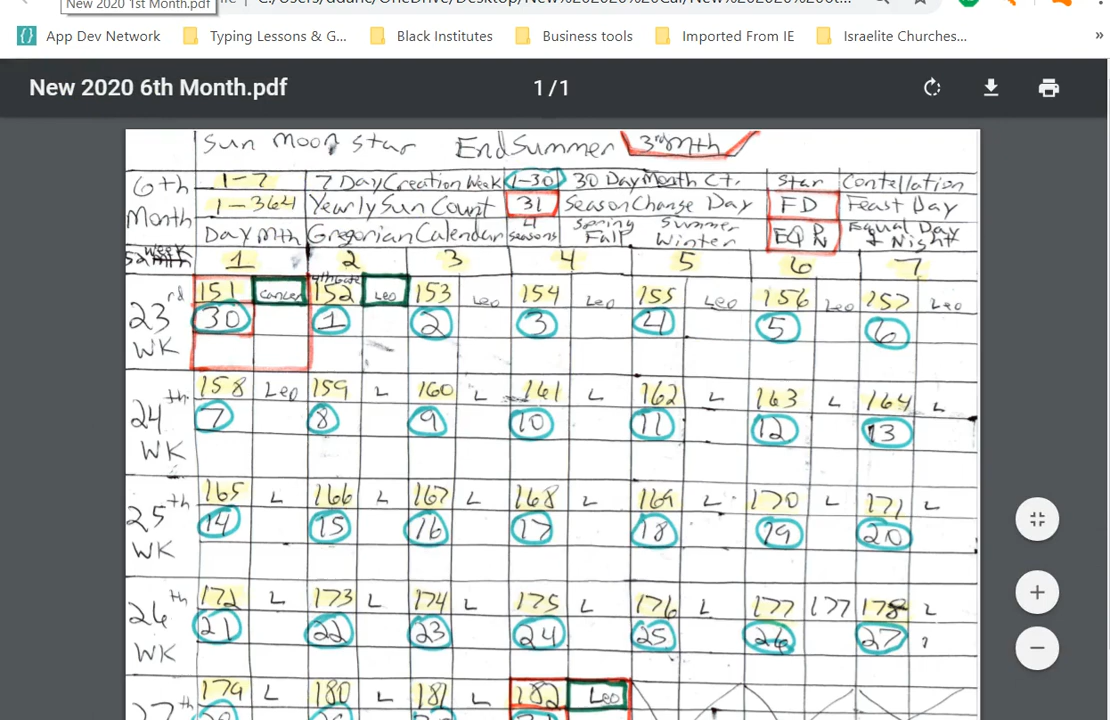 New 2020 1st Month.pdf
App Dev Network Typing Lessons & G... Black Institutes Business tools Imported From IE Israelite Churches... »
New 2020 6th Month.pdf 1 / 1
Sun Moon Star End Summer 3rd Mth
6th Month
1-7 7 Day Creation Week 1-30 30 Day Month Ct. Star Contellation
1-364 Yearly Sun Count 31 Season Change Day FD Feast Day
Day Mth Gregorian Calendar 4 Seasons Spring Fall Summer Winter EQ Equal Day + Night
Week 1 2 3 4 5 6 7
23rd WK
151 Cancer 152 Leo 153 Leo 154 Leo 155 Leo 156 Leo 157 Leo
30 1 2 3 4 5 6
24th WK
158 Leo 159 L 160 L 161 L 162 L 163 L 164 L
7 8 9 10 11 12 13
25th WK
165 L 166 L 167 L 168 L 169 L 170 L 171 L
14 15 16 17 18 19 20
26th WK
172 L 173 L 174 L 175 L 176 L 177 177 178 L
21 22 23 24 25 26 27 ?
27th
179 L 180 L 181 L 182 Leo